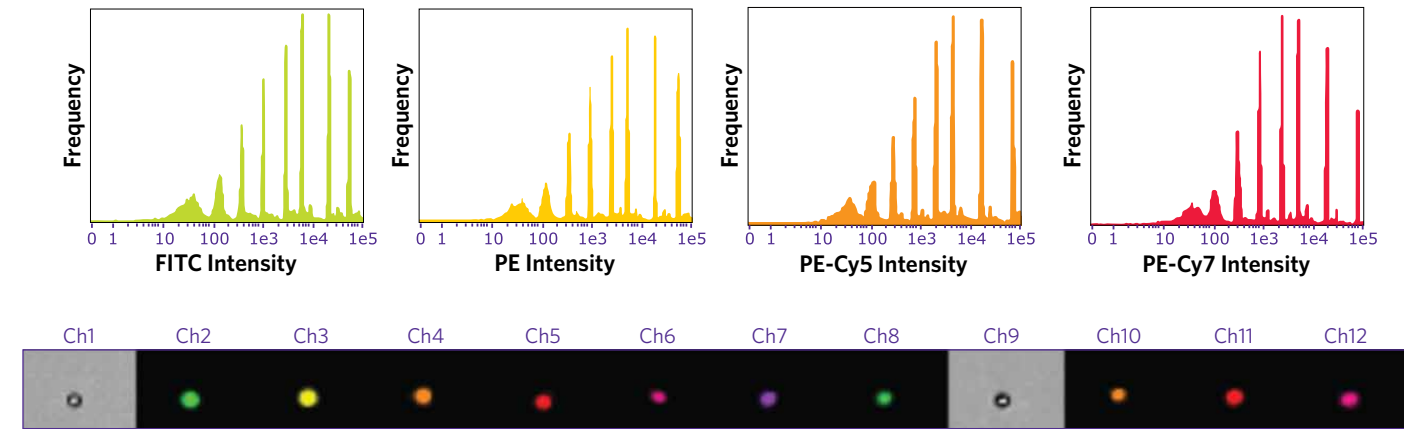 Frequency
0 1 10 100 1e3 1e4 1e5
FITC Intensity
Frequency
0 1 10 100 1e3 1e4 1e5
PE Intensity
Frequency
0 1 10 100 1e3 1e4 1e5
PE-Cy5 Intensity
Frequency
0 1 10 100 1e3 1e4 1e5
PE-Cy7 Intensity
Ch1 Ch2 Ch3 Ch4 Ch5 Ch6 Ch7 Ch8 Ch9 Ch10 Ch11 Ch12